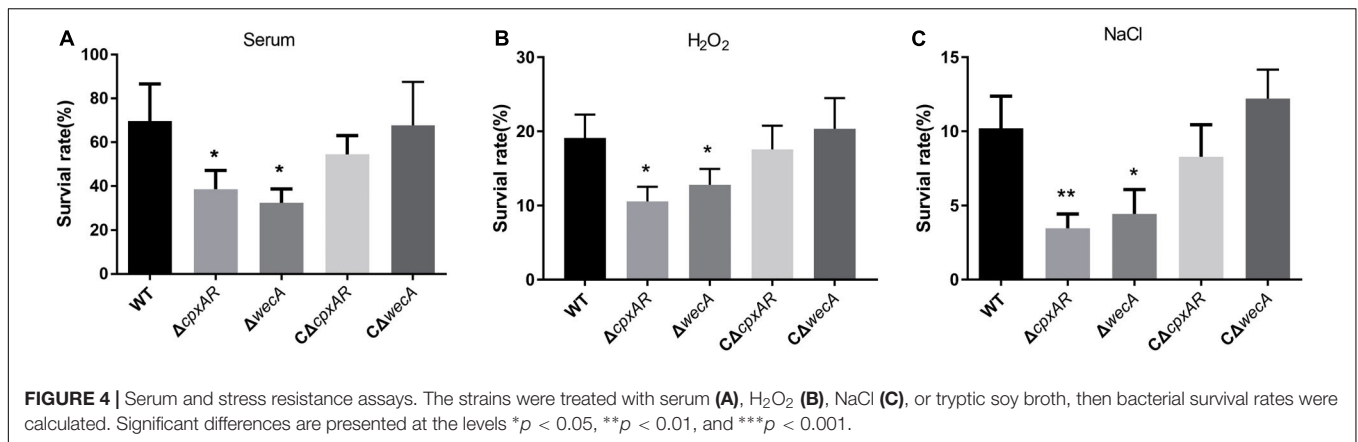 A
Serum
Survial rate(%)
100
80
60
40
20
0
*
*
WT
ΔcpxAR
ΔwecA
CΔcpxAR
CΔwecA
B
H₂O₂
Survial rate(%)
30
20
10
0
*
*
WT
ΔcpxAR
ΔwecA
CΔcpxAR
CΔwecA
C
NaCl
Survial rate(%)
15
10
5
0
**
*
WT
ΔcpxAR
ΔwecA
CΔcpxAR
CΔwecA
FIGURE 4 | Serum and stress resistance assays. The strains were treated with serum (A), H₂O₂ (B), NaCl (C), or tryptic soy broth, then bacterial survival rates were
calculated. Significant differences are presented at the levels *p < 0.05, **p < 0.01, and ***p < 0.001.